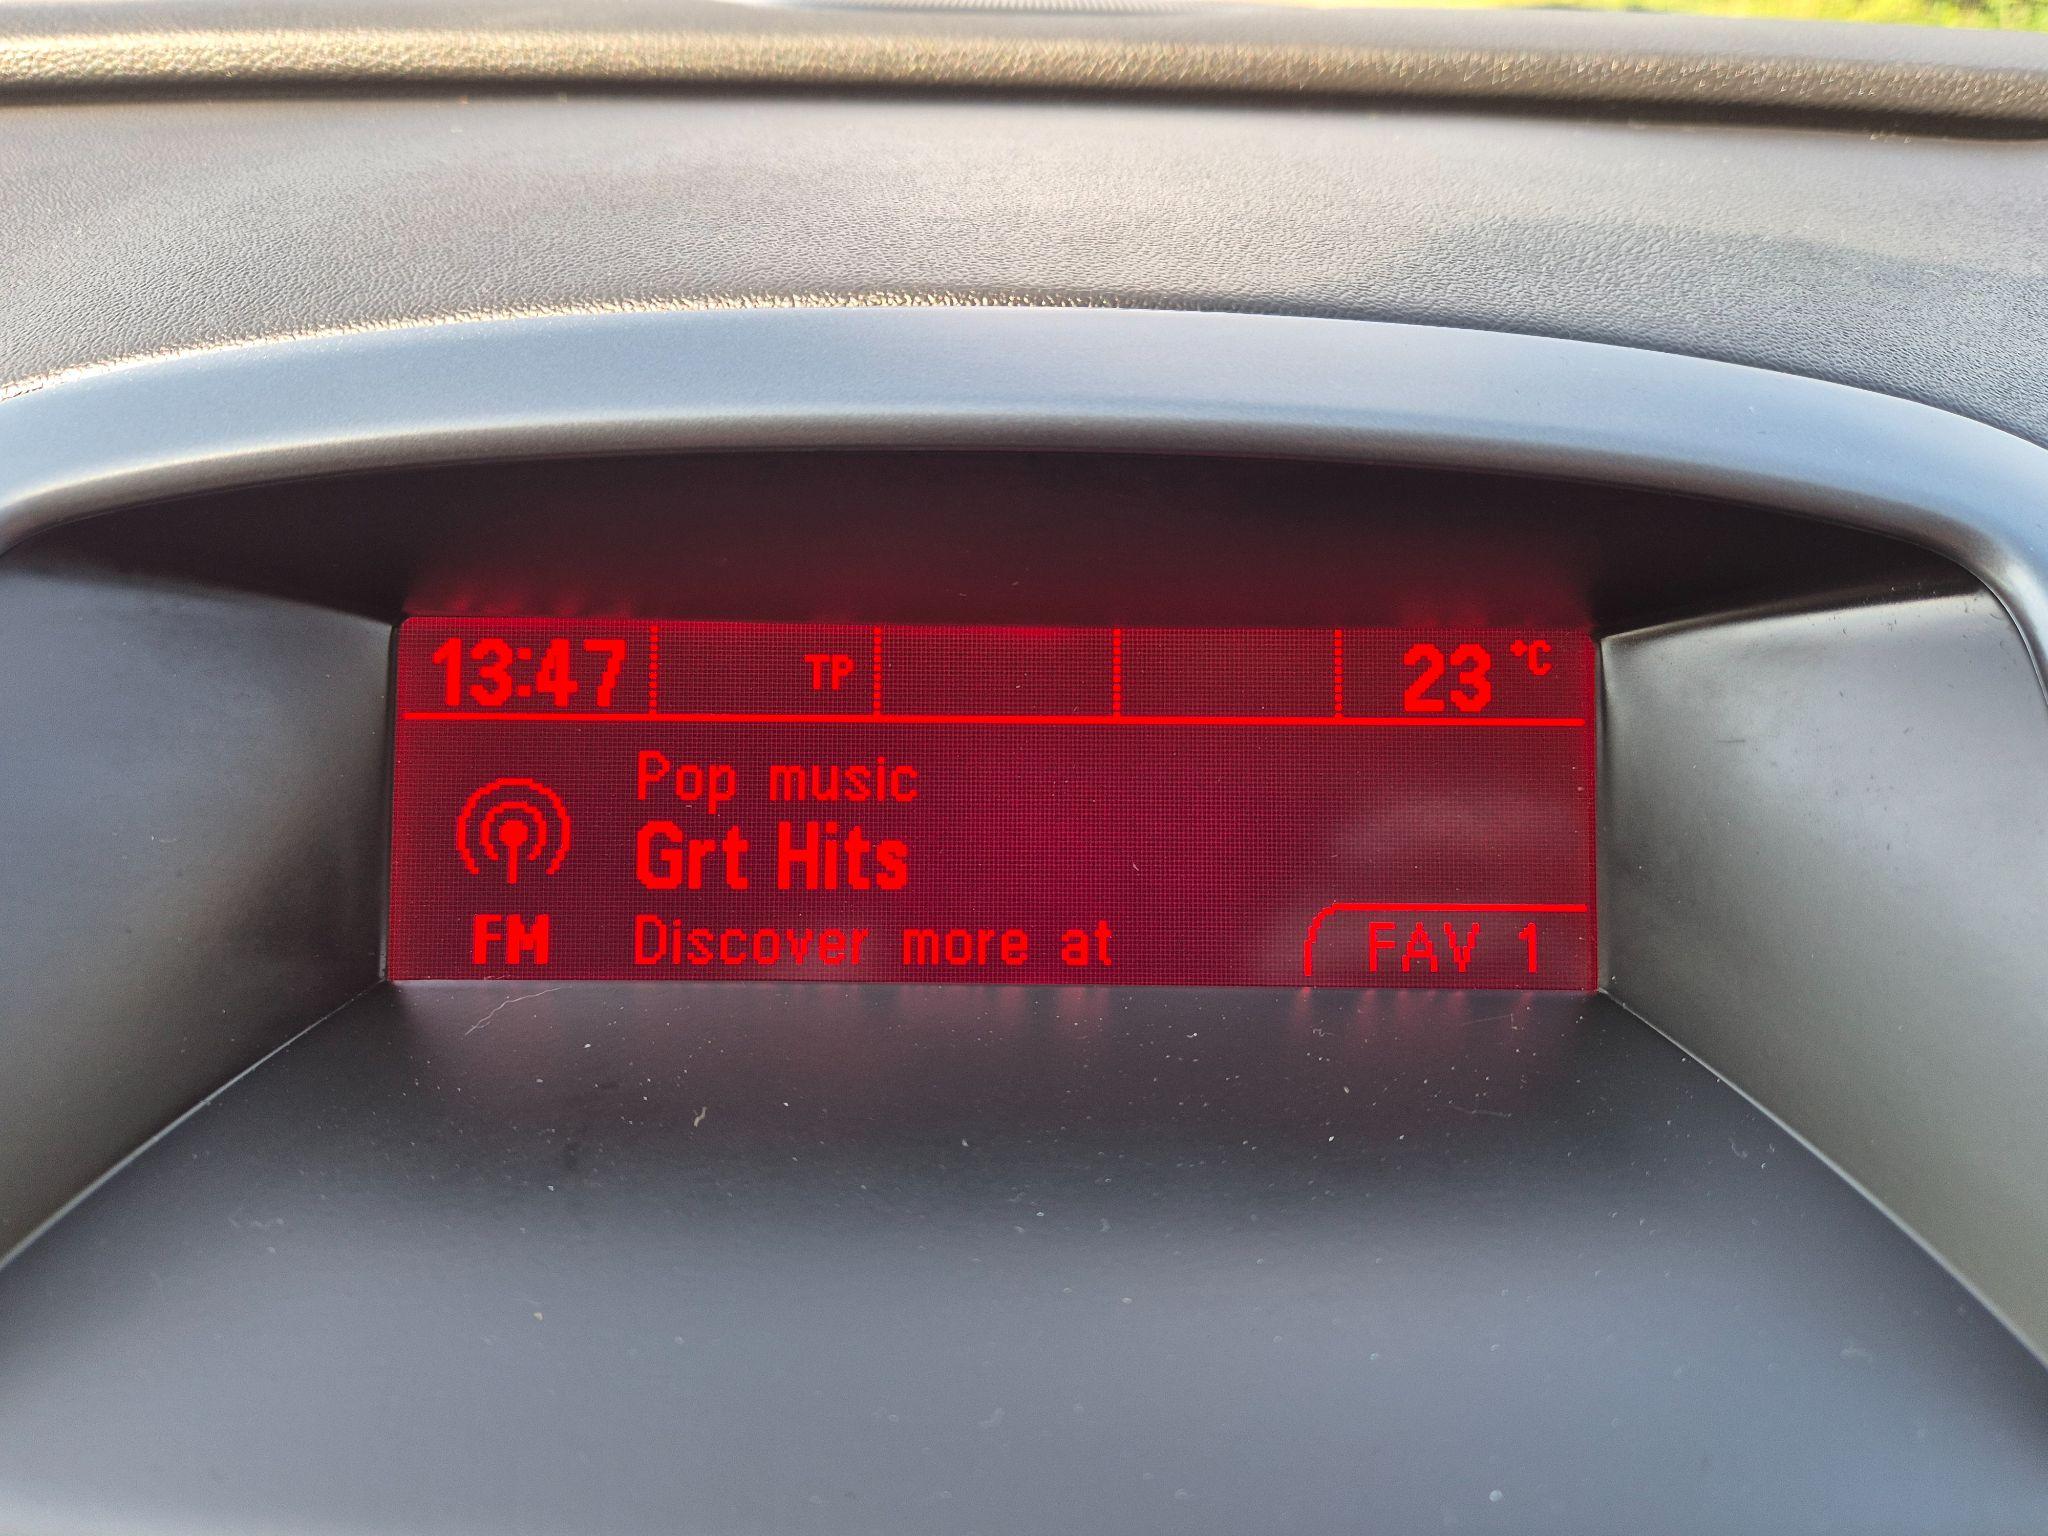 13:47 TP 23 °C
Pop music
Grt Hits
FM Discover more at FAV 1